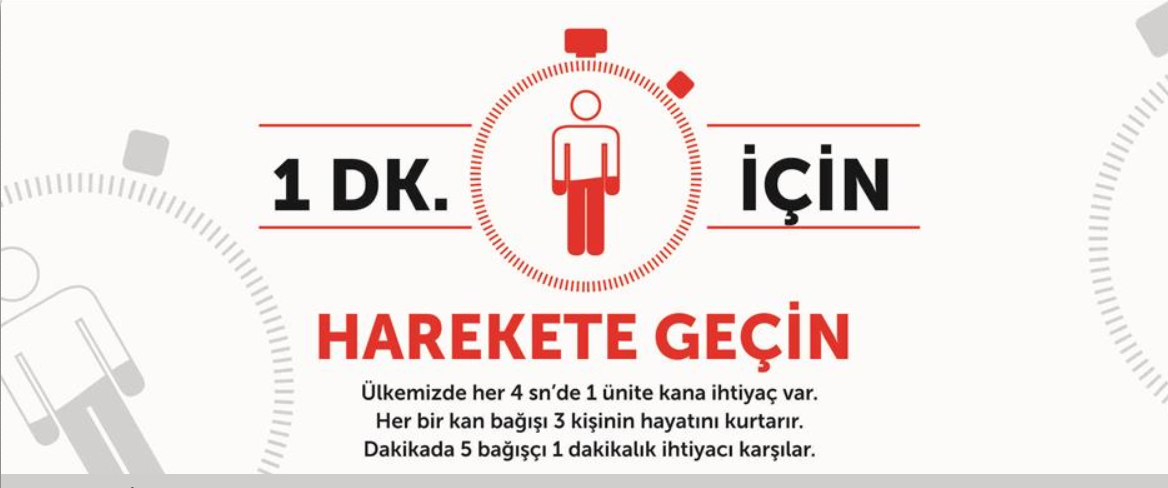 1 DK. İÇİN
HAREKETE GEÇİN
Ülkemizde her 4 sn'de 1 ünite kana ihtiyaç var.
Her bir kan bağışı 3 kişinin hayatını kurtarır.
Dakikada 5 bağışçı 1 dakikalık ihtiyacı karşılar.